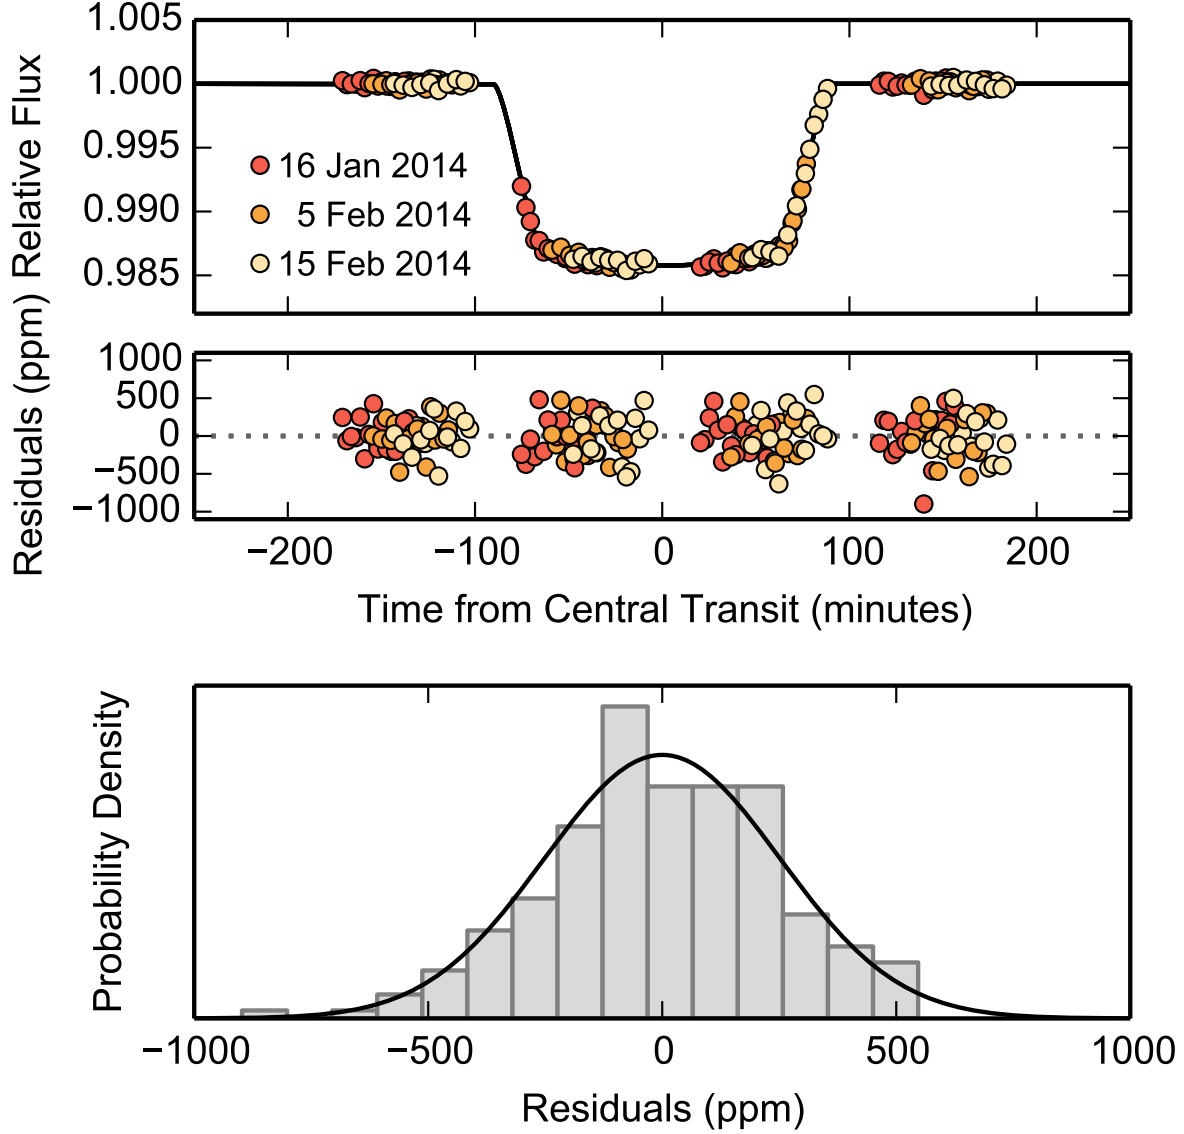 Relative Flux
1.005
1.000
0.995
0.990
0.985
16 Jan 2014
5 Feb 2014
15 Feb 2014
Residuals (ppm)
1000
500
0
−500
−1000
−200 −100 0 100 200
Time from Central Transit (minutes)
Probability Density
−1000 −500 0 500 1000
Residuals (ppm)